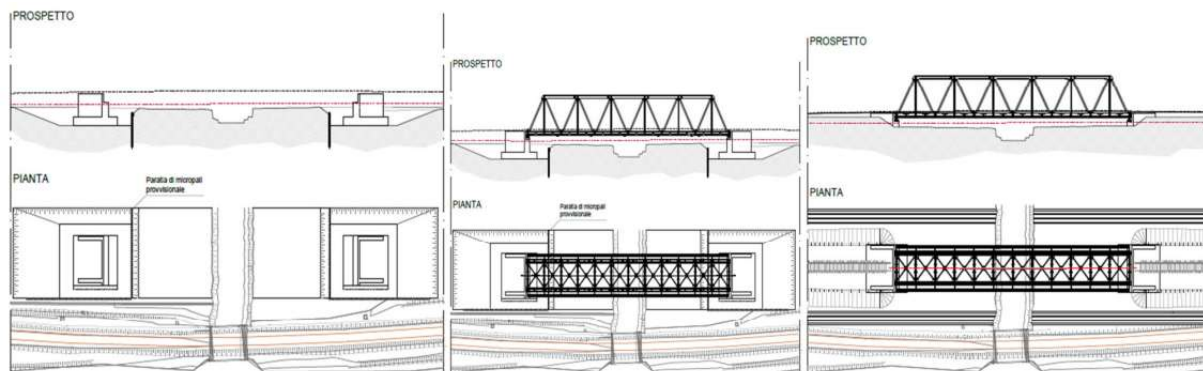 PROSPETTO
PIANTA
Paratia di micropali
provvisionale
PROSPETTO
PIANTA
Paratia di micropali
provvisionale
PROSPETTO
PIANTA